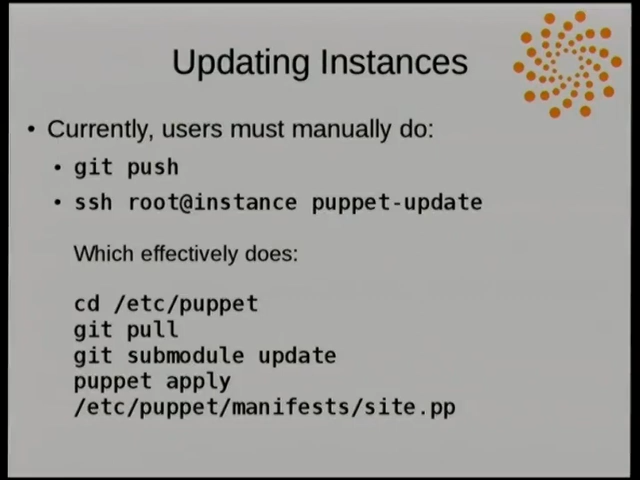 Updating Instances
• Currently, users must manually do:
• git push
• ssh root@instance puppet-update
Which effectively does:
cd /etc/puppet
git pull
git submodule update
puppet apply
/etc/puppet/manifests/site.pp